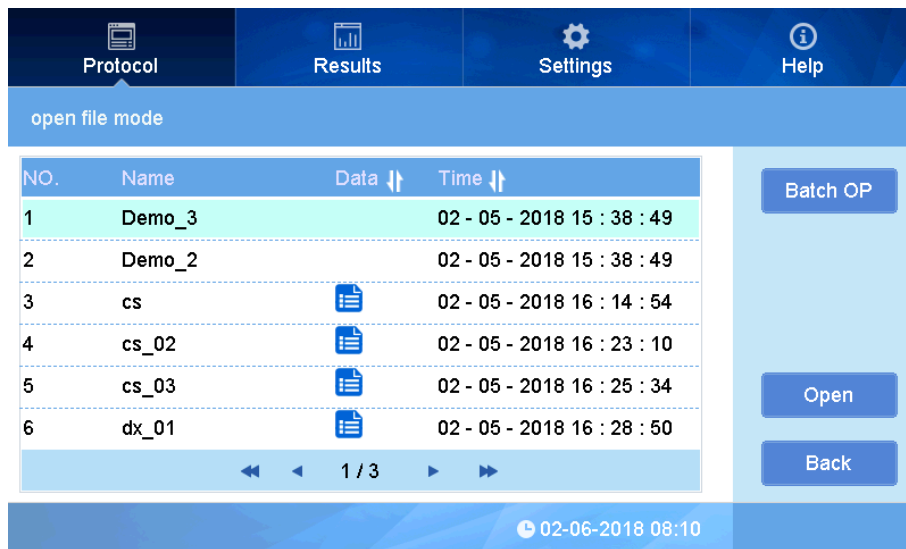 Protocol Results Settings Help
open file mode
NO. Name Data Time
Batch OP
1 Demo_3 02 - 05 - 2018 15 : 38 : 49
2 Demo_2 02 - 05 - 2018 15 : 38 : 49
3 cs 02 - 05 - 2018 16 : 14 : 54
4 cs_02 02 - 05 - 2018 16 : 23 : 10
5 cs_03 02 - 05 - 2018 16 : 25 : 34
Open
6 dx_01 02 - 05 - 2018 16 : 28 : 50
1 / 3
Back
02-06-2018 08:10